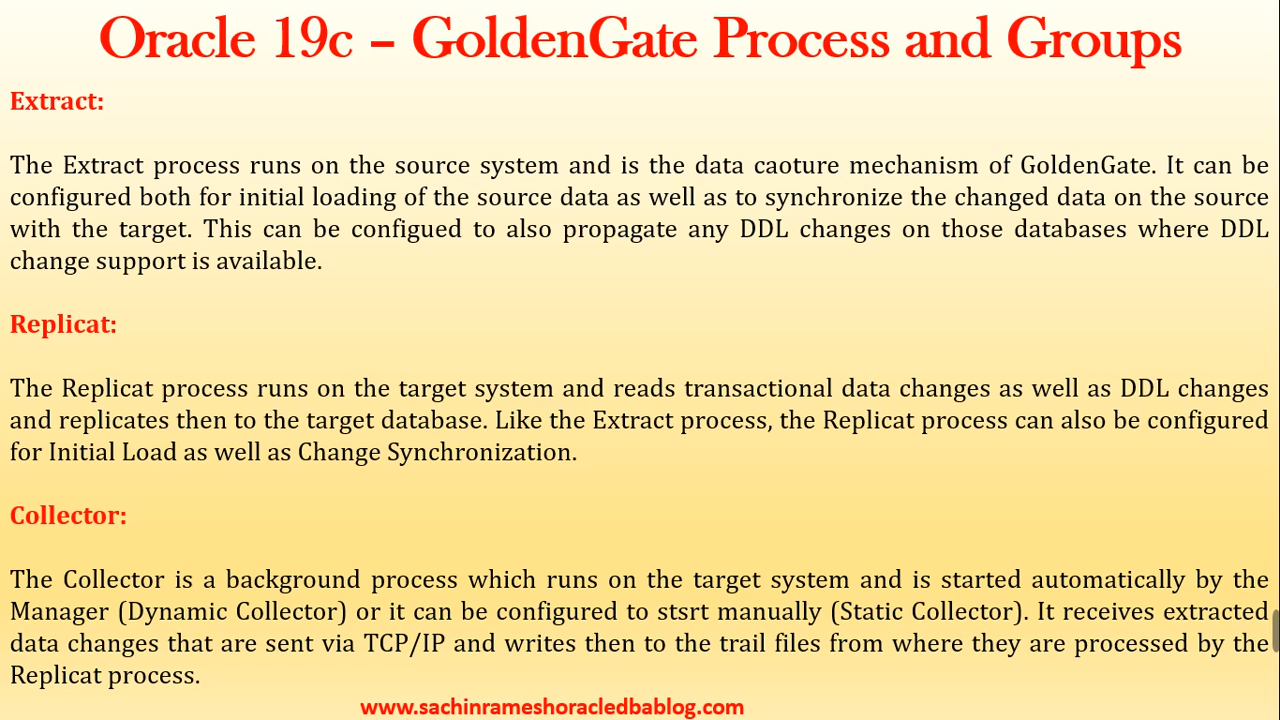 Oracle 19c – GoldenGate Process and Groups
Extract:
The Extract process runs on the source system and is the data caoture mechanism of GoldenGate. It can be
configured both for initial loading of the source data as well as to synchronize the changed data on the source
with the target. This can be configued to also propagate any DDL changes on those databases where DDL
change support is available.
Replicat:
The Replicat process runs on the target system and reads transactional data changes as well as DDL changes
and replicates then to the target database. Like the Extract process, the Replicat process can also be configured
for Initial Load as well as Change Synchronization.
Collector:
The Collector is a background process which runs on the target system and is started automatically by the
Manager (Dynamic Collector) or it can be configured to stsrt manually (Static Collector). It receives extracted
data changes that are sent via TCP/IP and writes then to the trail files from where they are processed by the
Replicat process.
www.sachinrameshoracledbablog.com